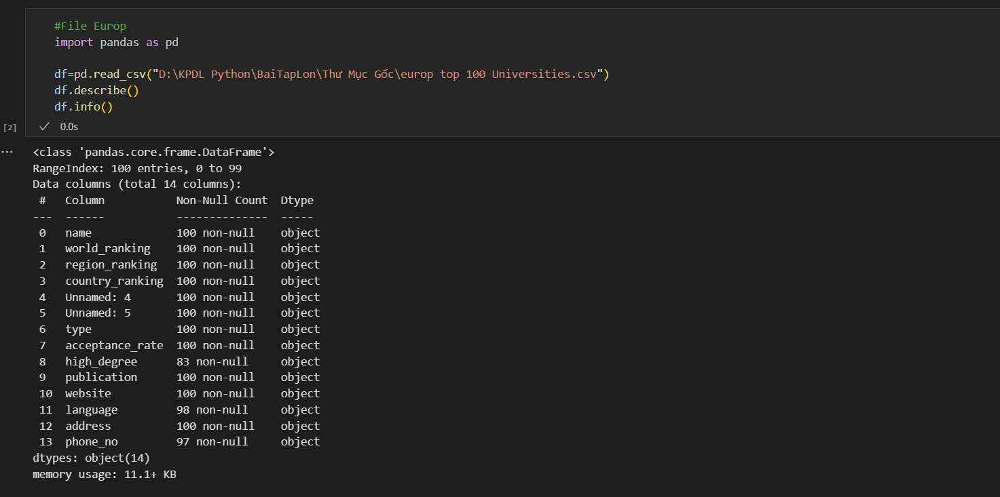 #File Europ
import pandas as pd
df=pd.read_csv("D:\KPDL Python\BaiTapLon\Thư Mục Gốc\europ top 100 Universities.csv")
df.describe()
df.info()
[2]
0.0s
...
<class 'pandas.core.frame.DataFrame'>
RangeIndex: 100 entries, 0 to 99
Data columns (total 14 columns):
 #   Column           Non-Null Count  Dtype
---  ------           --------------  -----
 0   name             100 non-null    object
 1   world_ranking    100 non-null    object
 2   region_ranking   100 non-null    object
 3   country_ranking  100 non-null    object
 4   Unnamed: 4       100 non-null    object
 5   Unnamed: 5       100 non-null    object
 6   type             100 non-null    object
 7   acceptance_rate  100 non-null    object
 8   high_degree      83 non-null     object
 9   publication      100 non-null    object
 10  website          100 non-null    object
 11  language         98 non-null     object
 12  address          100 non-null    object
 13  phone_no         97 non-null     object
dtypes: object(14)
memory usage: 11.1+ KB